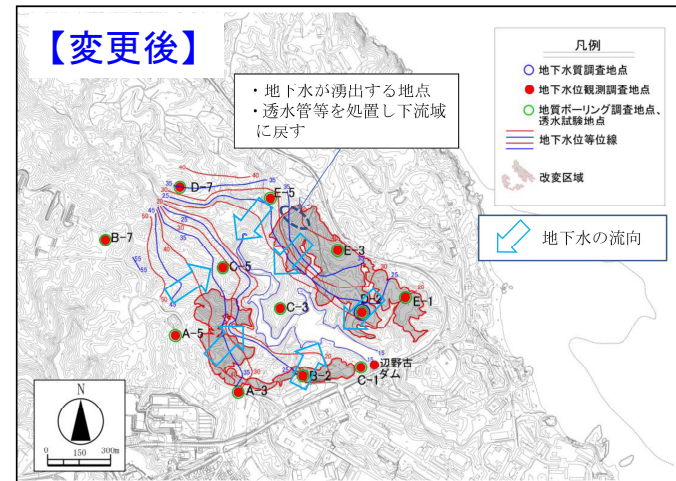 【変更後】
・地下水が湧出する地点
・透水管等を処置し下流域
に戻す
凡例
地下水質調査地点
地下水位観測調査地点
地質ボーリング調査地点、
透水試験地点
地下水位等位線
改変区域
地下水の流向
D-7
E-5
B-7
E-3
C-5
E-1
D-2
C-3
A-5
辺野古
ダム
C-1
B-2
A-3
N
0 150 300m